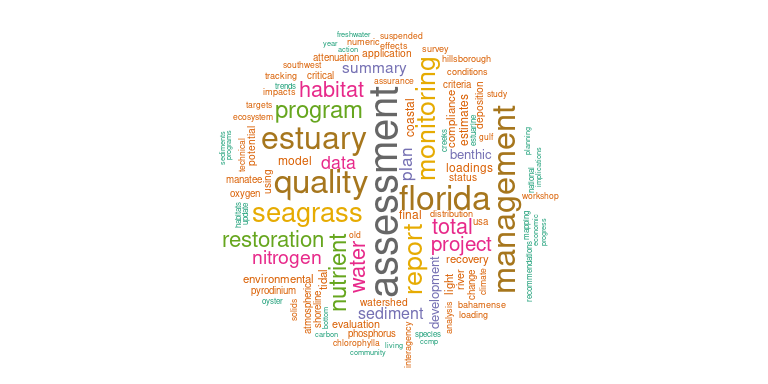 freshwater
suspended
year
numeric
effects
action
attenuation
application
survey
southwest
summary
hillsborough
tracking
critical
conditions
trends
habitat
assurance
monitoring
criteria
impacts
study
targets
program
coastal
compliance
estimates
deposition
ecosystem
estuary
assessment
management
gulf
creeks
estuarine
planning
sediments
programs
technical
potential
model
data
plan
benthic
implications
manatee
using
quality
loadings
status
national
oxygen
florida
workshop
habitats
update
seagrass
final
distribution
total
usa
mapping
economic
progress
restoration
nutrient
old
water
report
project
recommendations
nitrogen
development
recovery
environmental
tidal
light
river
change
climate
pyrodinium
atmospherical
watershed
bahamense
oyster
solids
shoreline
bottom
sediment
loading
evaluation
analysis
carbon
phosphorus
species
chlorophylla
living
ccmp
community
interagency